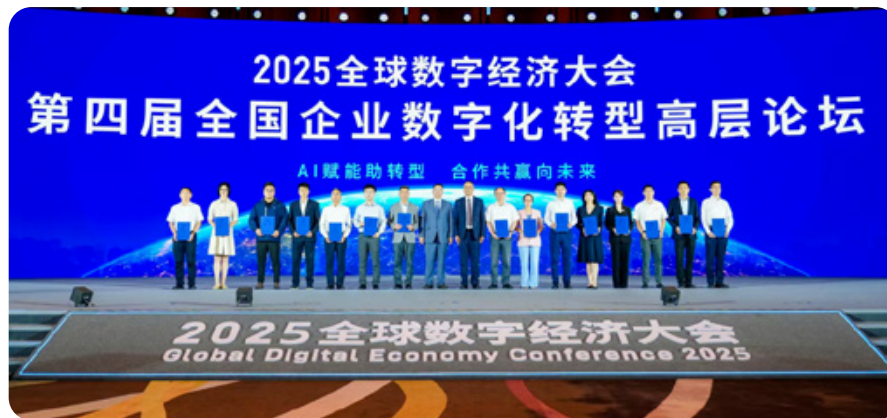 2025全球数字经济大会
第四届全国企业数字化转型高层论坛
AI赋能助转型 合作共赢向未来
2025全球数字经济大会
Global Digital Economy Conference 2025